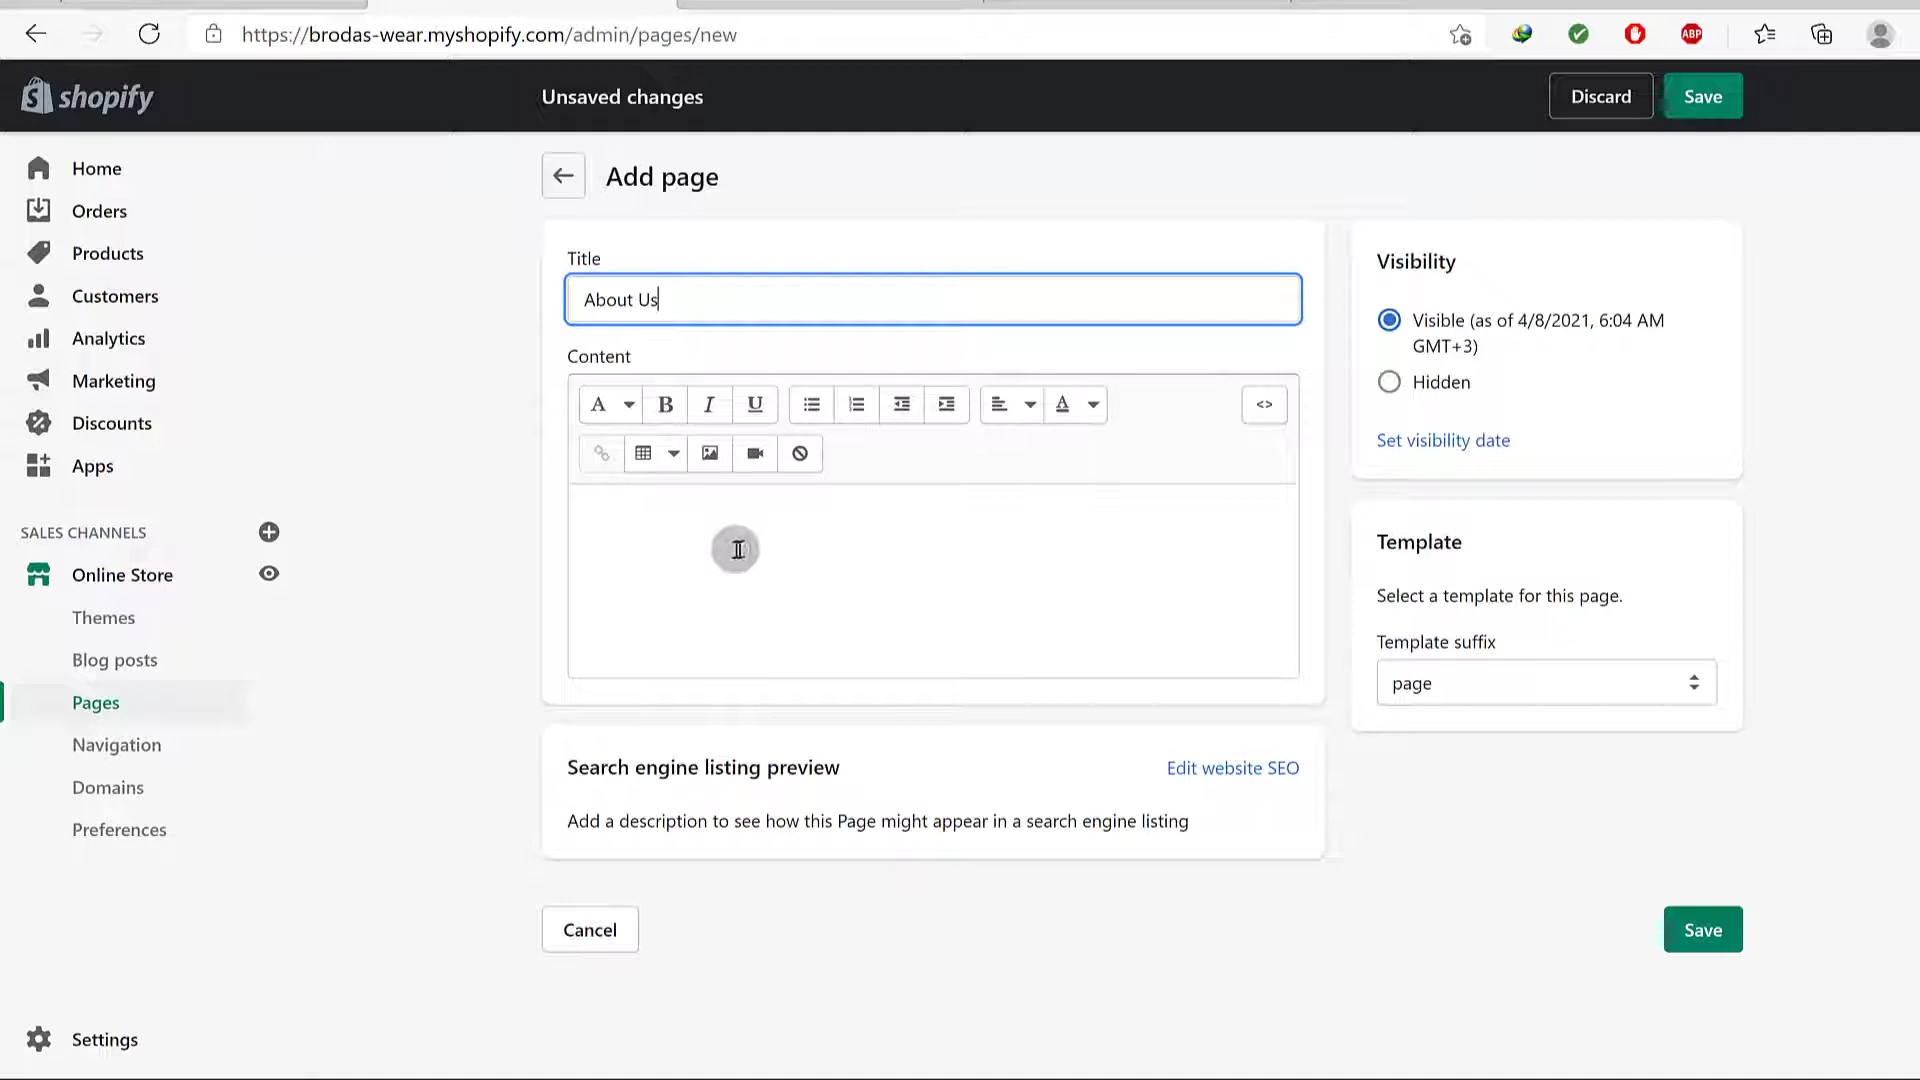 https://brodas-wear.myshopify.com/admin/pages/new
ABP
shopify
Unsaved changes
Discard
Save
Home
Orders
Products
Customers
Analytics
Marketing
Discounts
Apps
SALES CHANNELS
Online Store
Themes
Blog posts
Pages
Navigation
Domains
Preferences
Settings
Add page
Title
About Us
Content
A B I U A <>
Search engine listing preview
Edit website SEO
Add a description to see how this Page might appear in a search engine listing
Cancel
Save
Visibility
Visible (as of 4/8/2021, 6:04 AM
GMT+3)
Hidden
Set visibility date
Template
Select a template for this page.
Template suffix
page